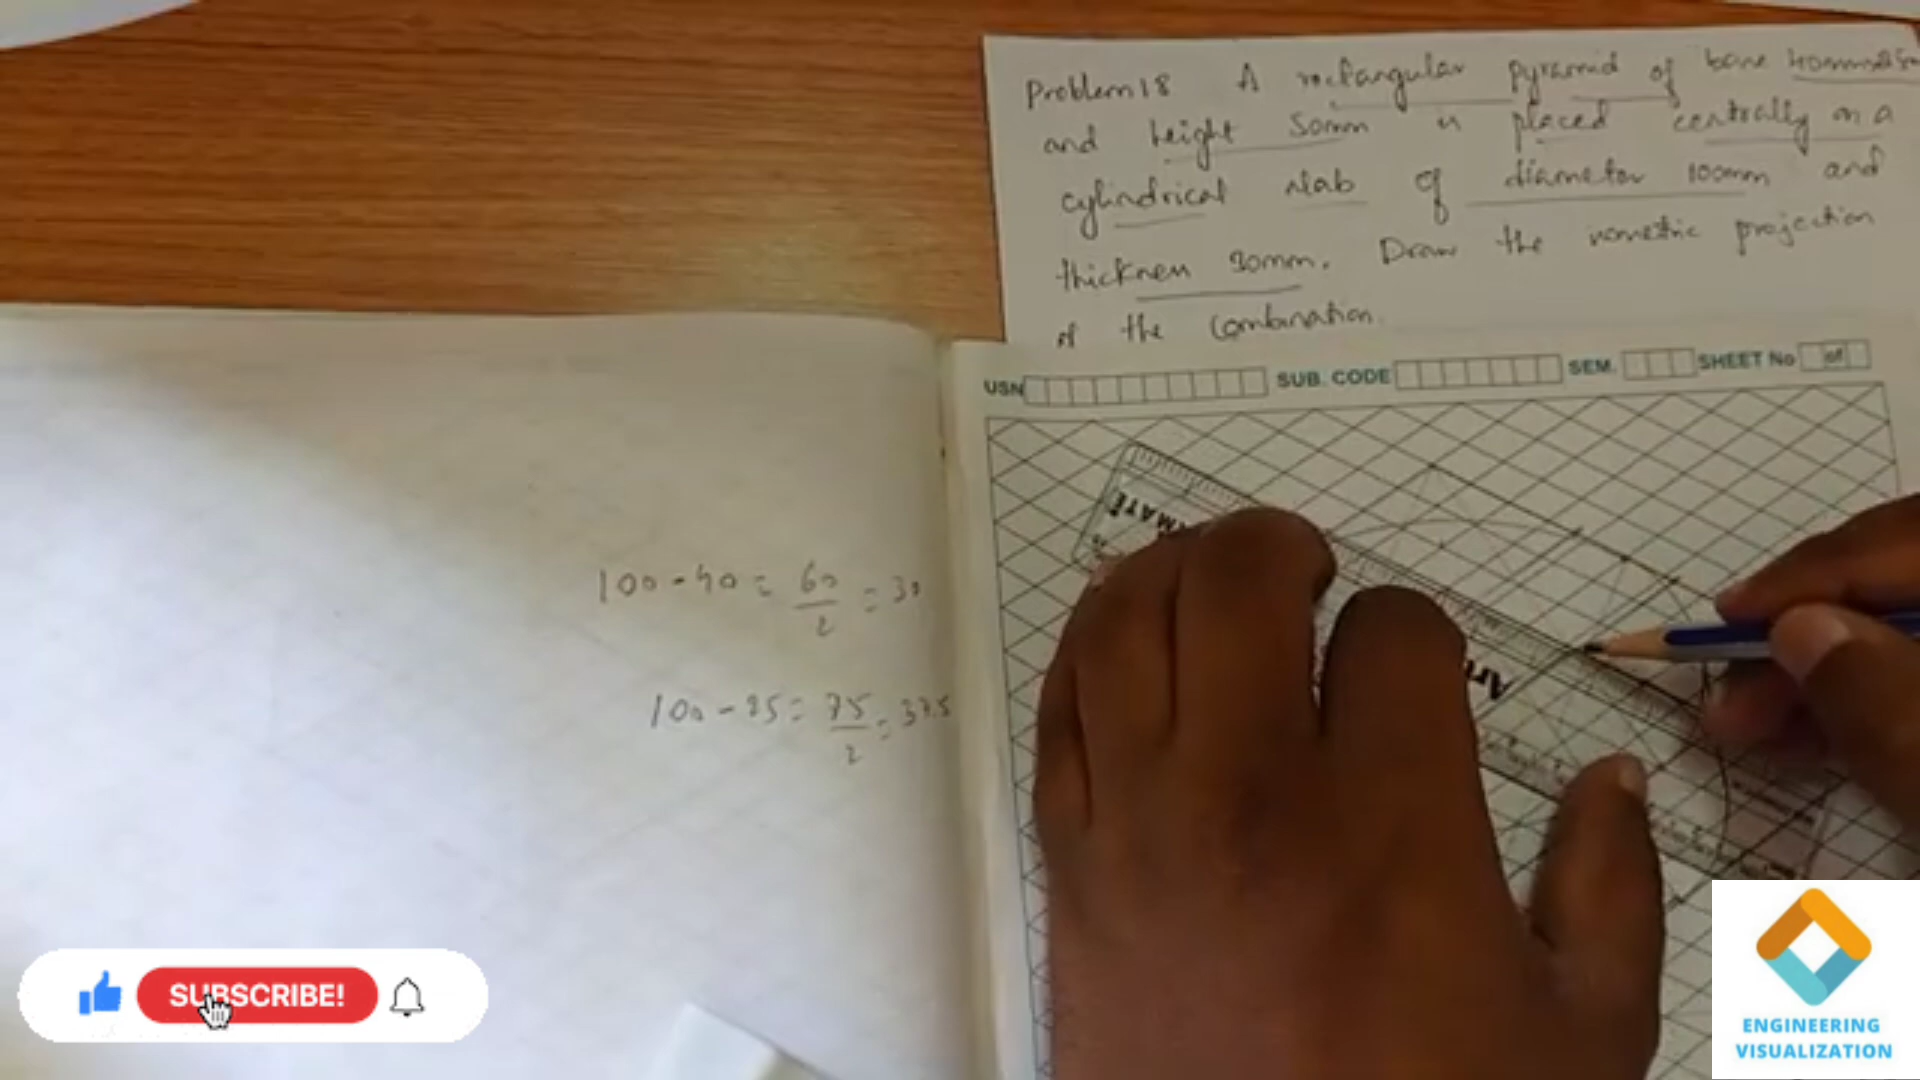 Problem 18 A rectangular pyramid of base 40mmx25m
and height 50mm is placed centrally on a
cylindrical slab of diameter 100mm and
thickness 30mm. Draw the isometric projection
of the combination.
USN SUB. CODE SEM. SHEET No of
100 - 40 = 60/2 = 30
100 - 25 = 75/2 = 37.5
SUBSCRIBE!
ENGINEERING
VISUALIZATION